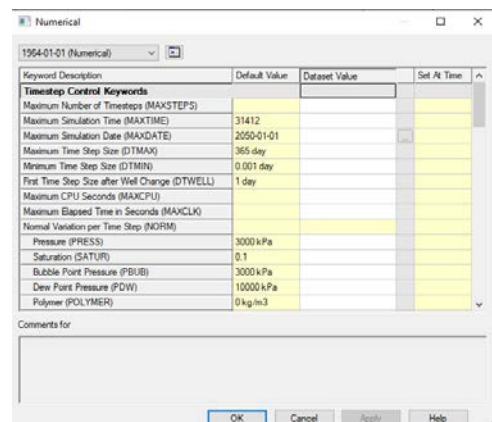 Numerical
1964-01-01 (Numerical)
Keyword Description Default Value Dataset Value Set At Time
Timestep Control Keywords
Maximum Number of Timesteps (MAXSTEPS)
Maximum Simulation Time (MAXTIME) 31412
Maximum Simulation Date (MAXDATE) 2050-01-01 ...
Maximum Time Step Size (DTMAX) 365 day
Minimum Time Step Size (DTMIN) 0.001 day
First Time Step Size after Well Change (DTWELL) 1 day
Maximum CPU Seconds (MAXCPU)
Maximum Elapsed Time in Seconds (MAXCLK)
Normal Variation per Time Step (NORM)
Pressure (PRESS) 3000 kPa
Saturation (SATUR) 0.1
Bubble Point Pressure (PBUB) 3000 kPa
Dew Point Pressure (PDW) 10000 kPa
Polymer (POLYMER) 0 kg/m3
Comments for
OK Cancel Apply Help